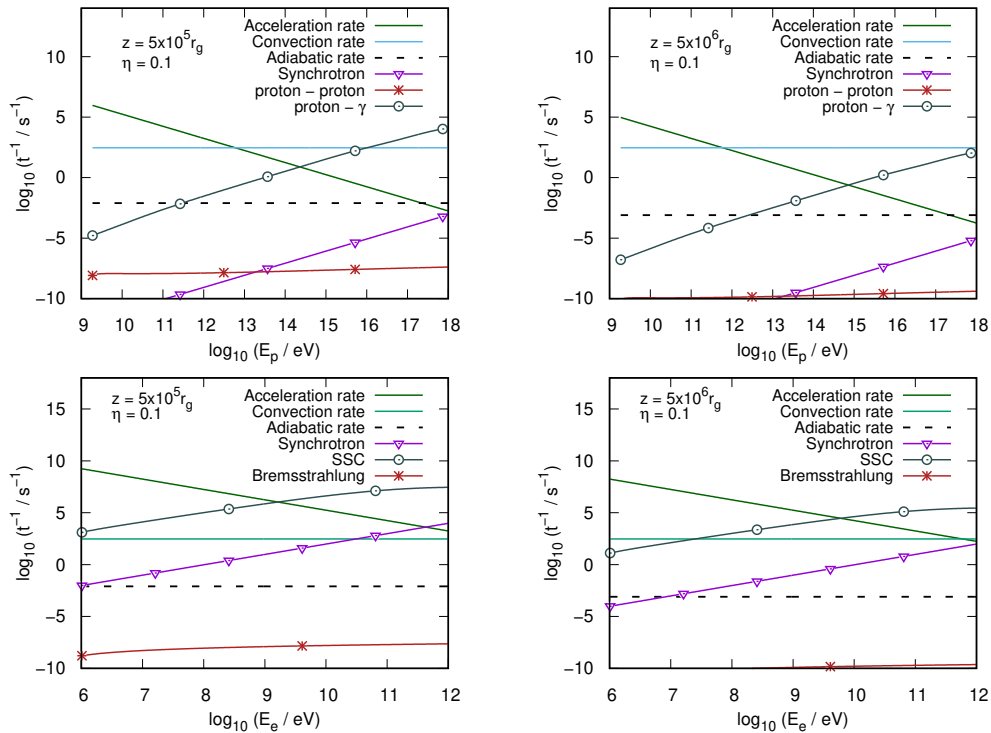 Acceleration rate
Convection rate
Adiabatic rate
Synchrotron
proton − proton
proton − γ
z = 5x10^5 r_g
η = 0.1
10
5
0
−5
−10
log10 (t^−1 / s^−1)
9 10 11 12 13 14 15 16 17 18
log10 (E_p / eV)
Acceleration rate
Convection rate
Adiabatic rate
Synchrotron
proton − proton
proton − γ
z = 5x10^6 r_g
η = 0.1
10
5
0
−5
−10
log10 (t^−1 / s^−1)
9 10 11 12 13 14 15 16 17 18
log10 (E_p / eV)
Acceleration rate
Convection rate
Adiabatic rate
Synchrotron
SSC
Bremsstrahlung
z = 5x10^5 r_g
η = 0.1
15
10
5
0
−5
−10
log10 (t^−1 / s^−1)
6 7 8 9 10 11 12
log10 (E_e / eV)
Acceleration rate
Convection rate
Adiabatic rate
Synchrotron
SSC
Bremsstrahlung
z = 5x10^6 r_g
η = 0.1
15
10
5
0
−5
−10
log10 (t^−1 / s^−1)
6 7 8 9 10 11 12
log10 (E_e / eV)